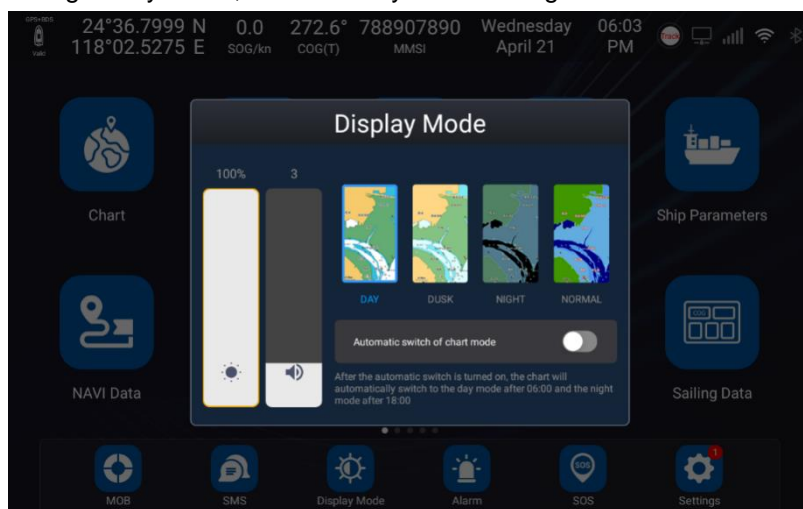 GPS+BDS
Valid
24°36.7999 N
118°02.5275 E
0.0
SOG/kn
272.6°
COG(T)
788907890
MMSI
Wednesday
April 21
06:03
PM
Track
Display Mode
100%
3
Chart
Ship Parameters
DAY
DUSK
NIGHT
NORMAL
Automatic switch of chart mode
After the automatic switch is turned on, the chart will
automatically switch to the day mode after 06:00 and the night
mode after 18:00
NAVI Data
COG
Sailing Data
SOS
1
MOB
SMS
Display Mode
Alarm
SOS
Settings